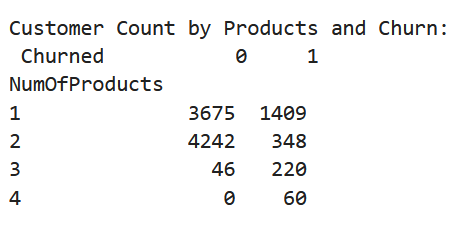 Customer Count by Products and Churn:
Churned 0 1
NumOfProducts
1 3675 1409
2 4242 348
3 46 220
4 0 60